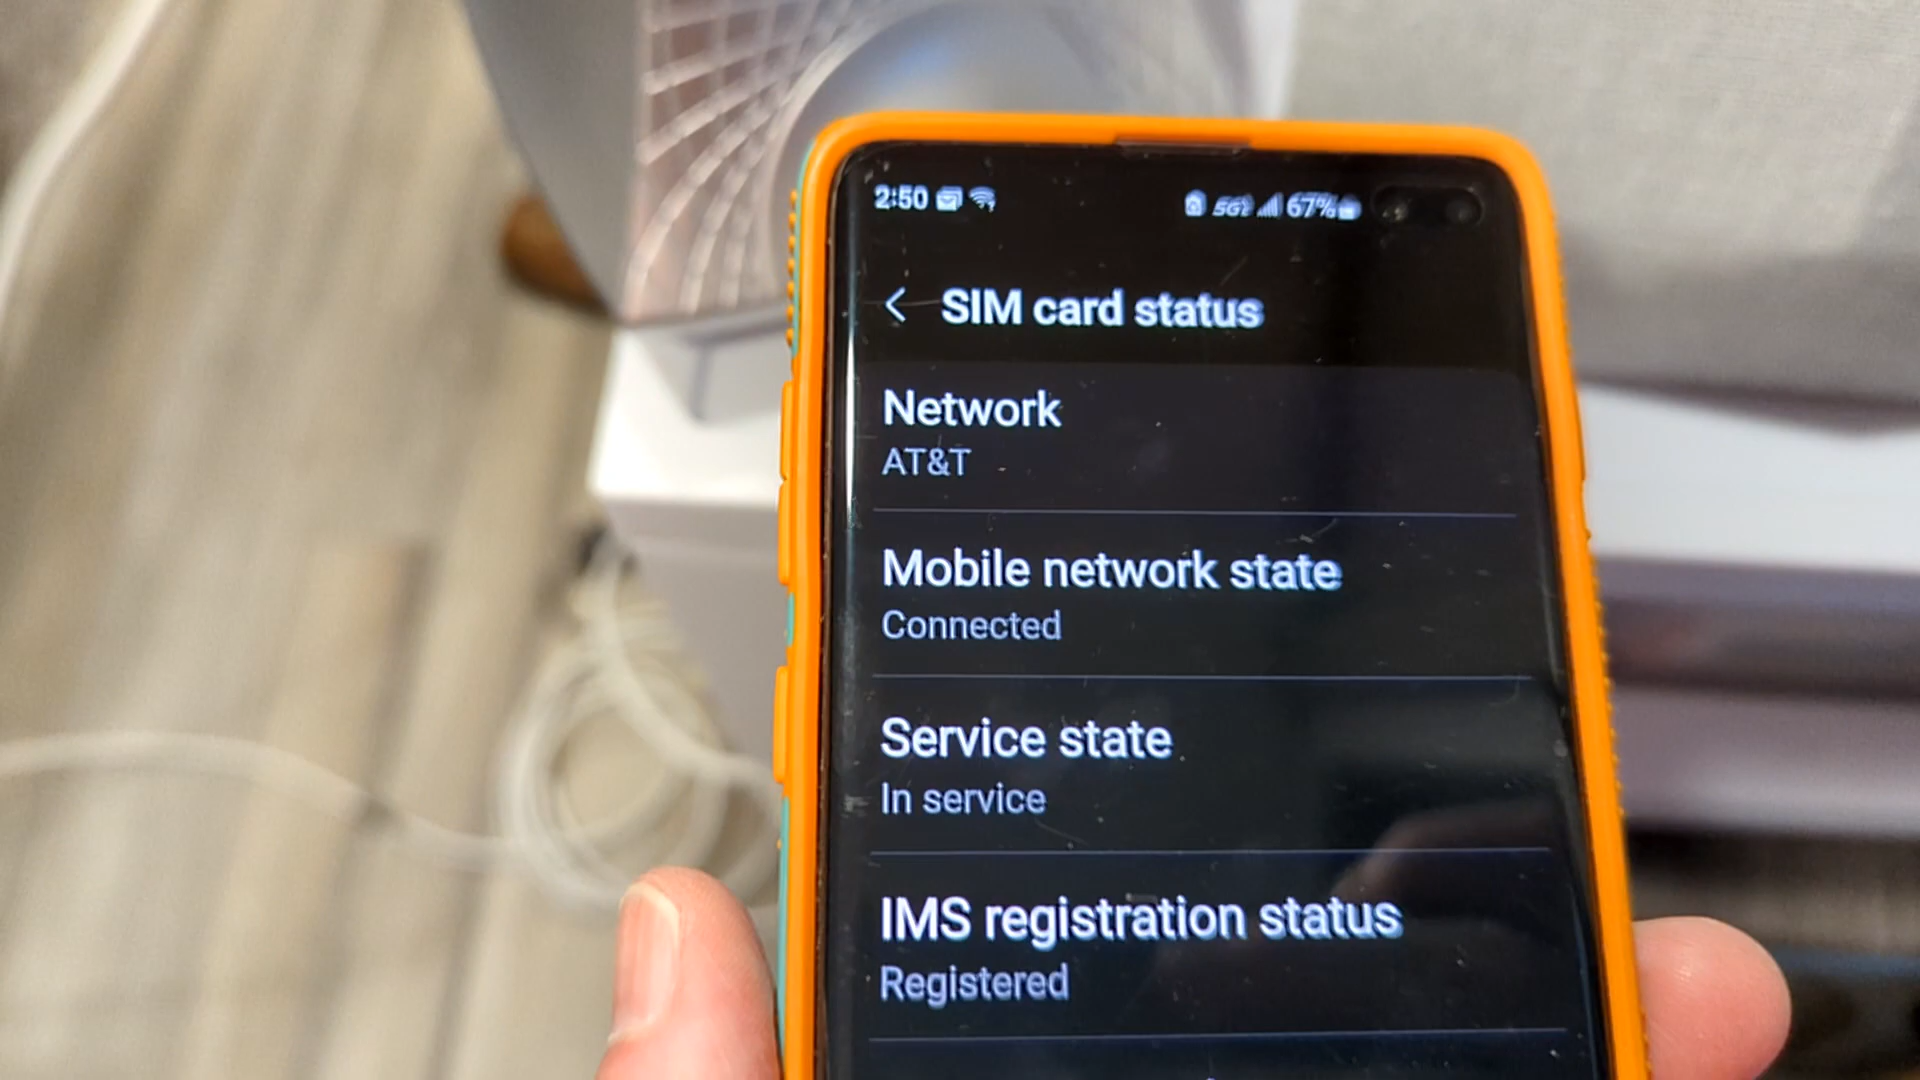 2:50 67%
SIM card status
Network
AT&T
Mobile network state
Connected
Service state
In service
IMS registration status
Registered